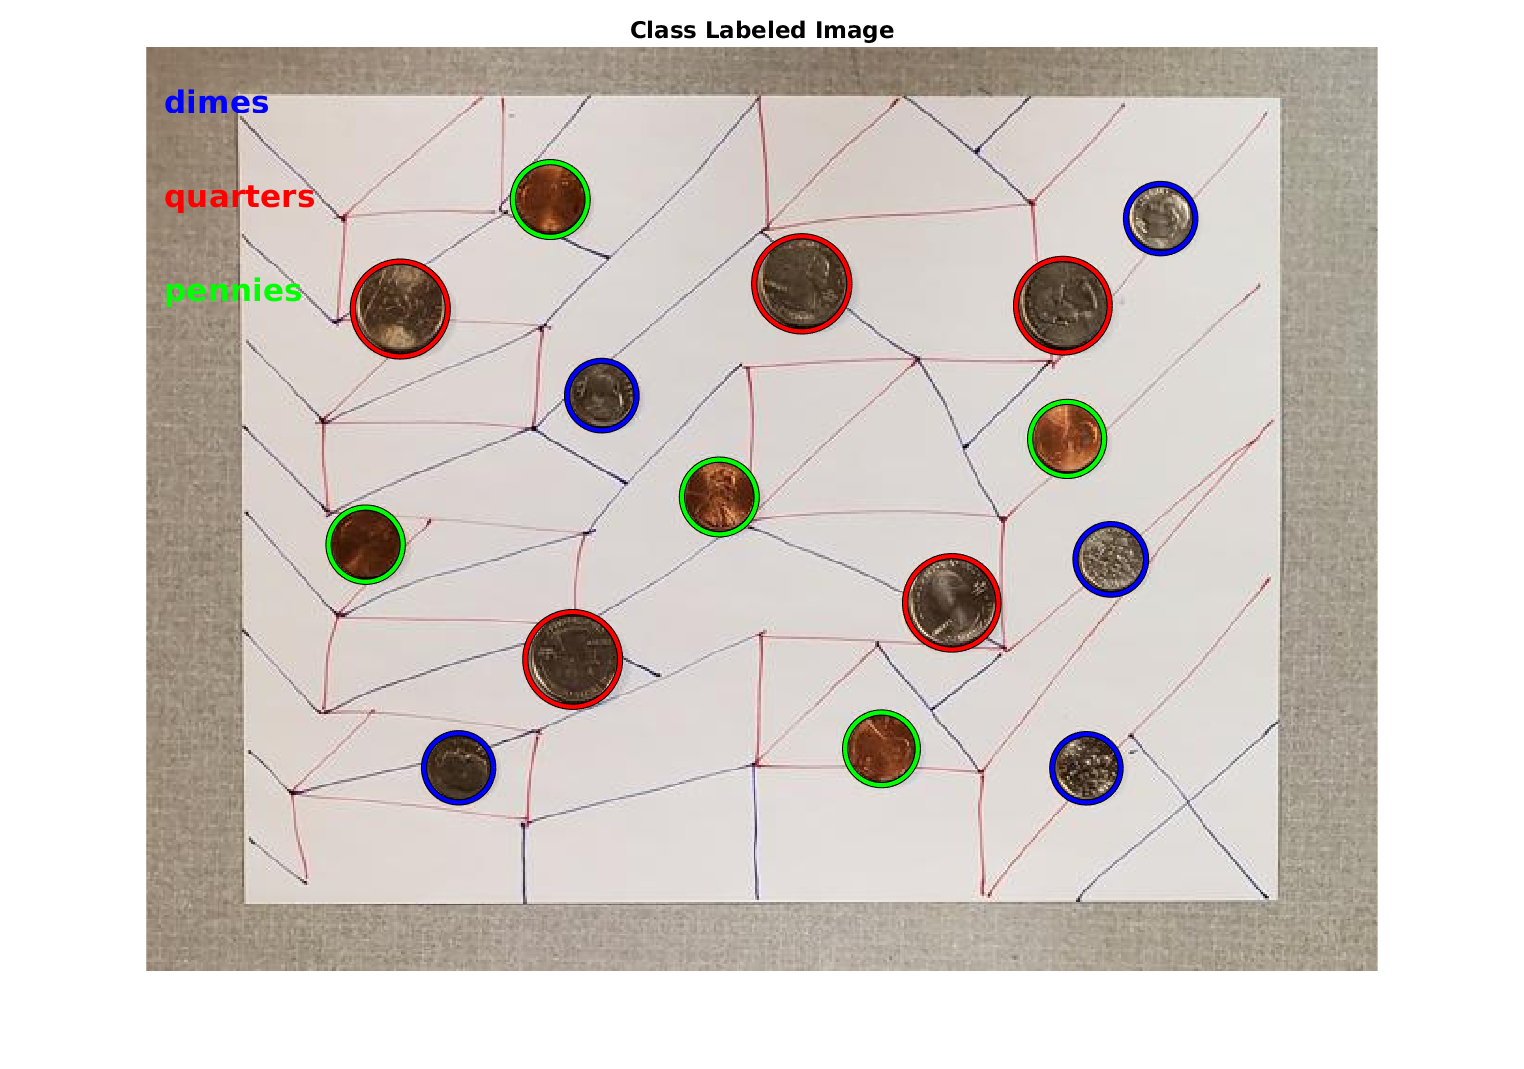 Class Labeled Image
dimes
quarters
pennies